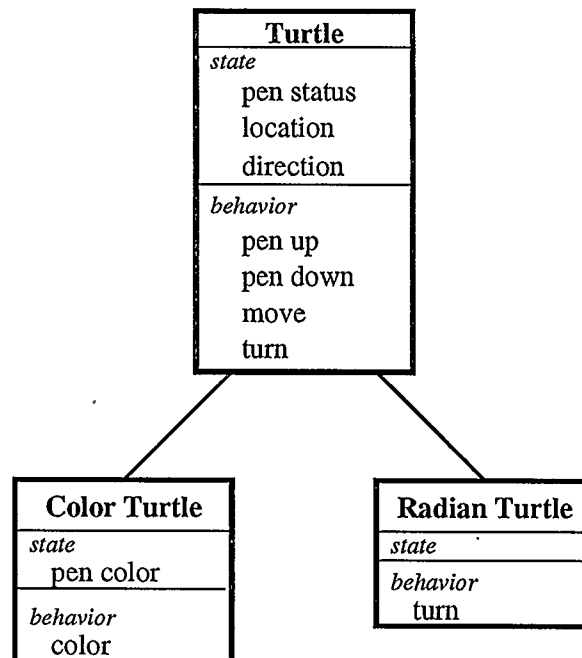 Turtle
state
pen status
location
direction
behavior
pen up
pen down
move
turn
Color Turtle
state
pen color
behavior
color
Radian Turtle
state
behavior
turn